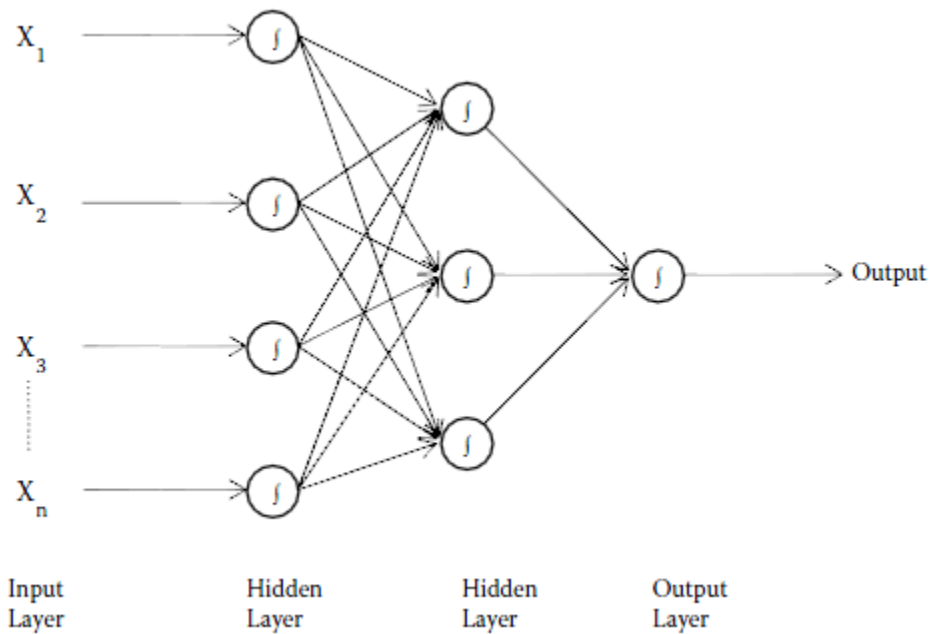 X1
ʃ
ʃ
X2
ʃ
ʃ
ʃ
Output
X3
ʃ
ʃ
Xn
ʃ
Input Layer
Hidden Layer
Hidden Layer
Output Layer